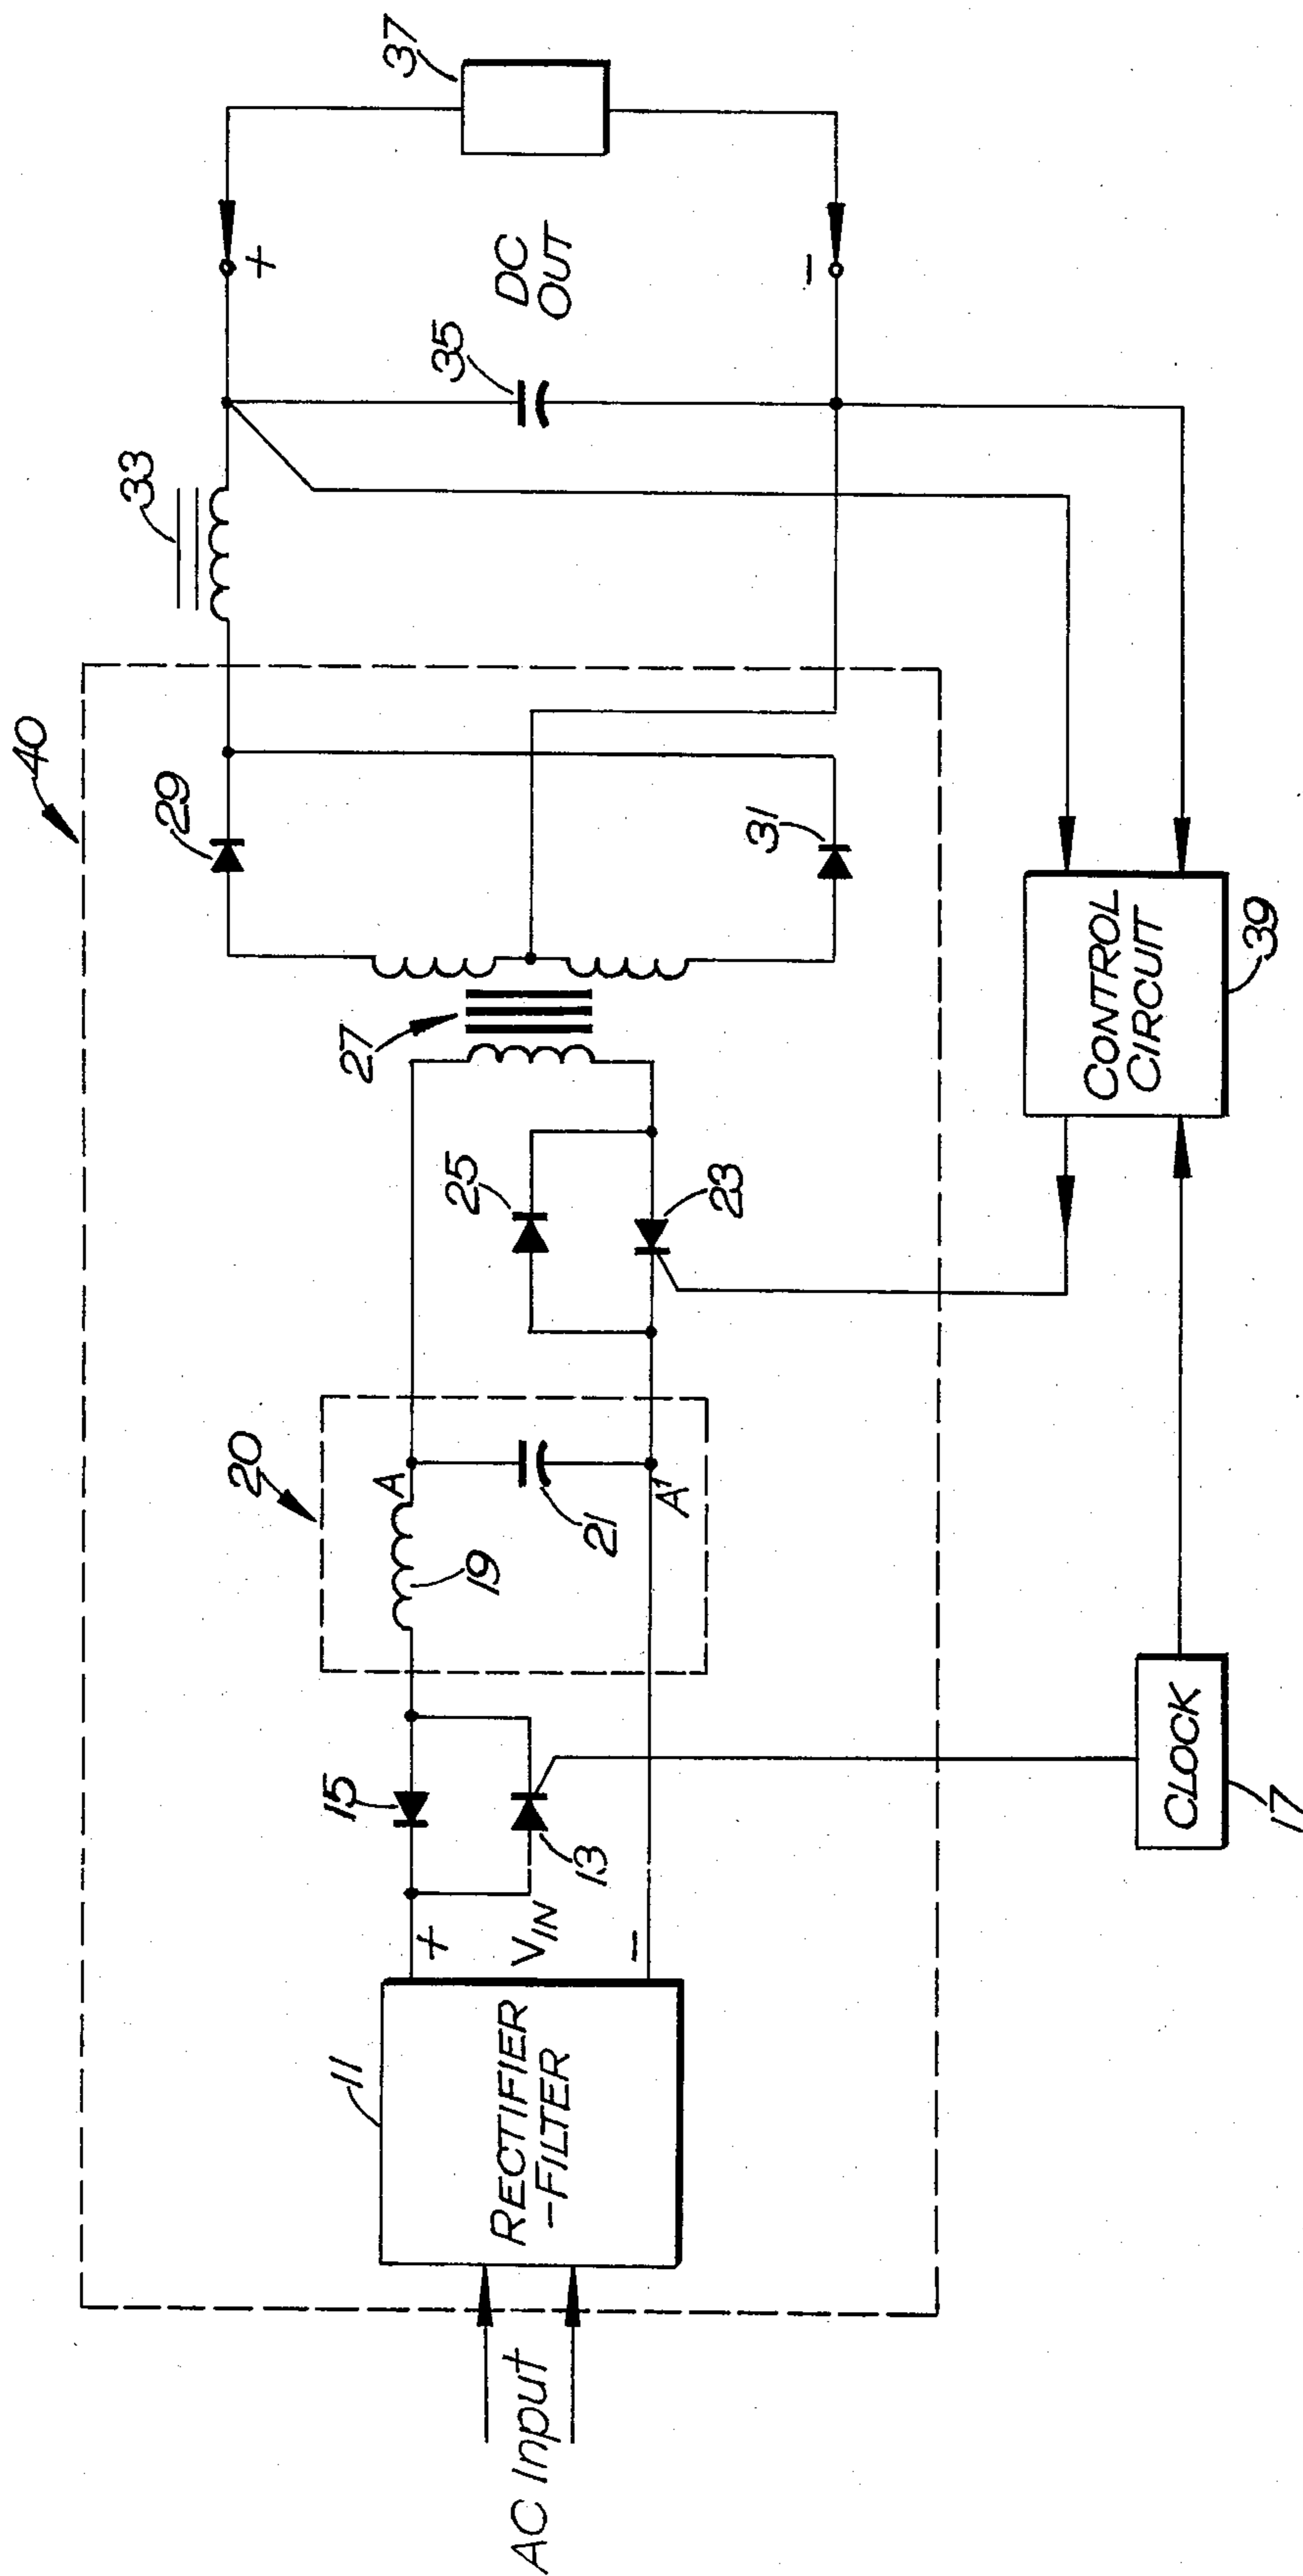 40
33
37
29
35
+
DC
OUT
-
27
31
20
25
23
A
A'
19
21
15
13
11
+
VIN
-
RECTIFIER
-FILTER
AC Input
CLOCK
17
CONTROL
CIRCUIT
39